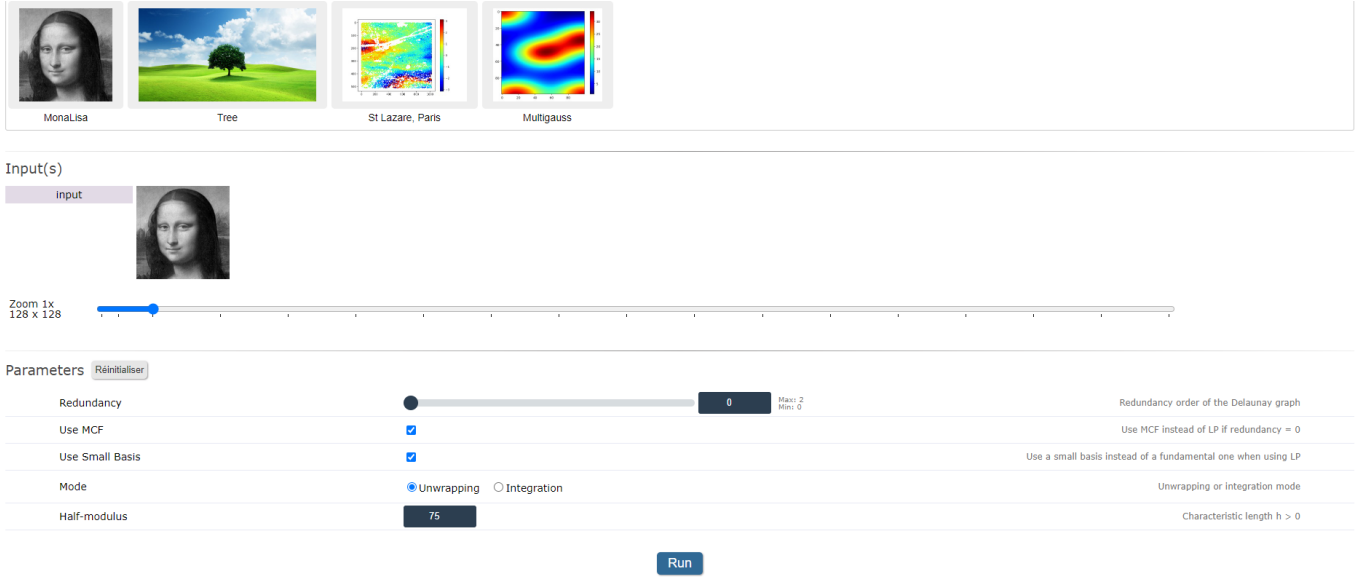 MonaLisa Tree St Lazare, Paris Multigauss
Input(s)
input
Zoom 1x
128 x 128
Parameters Réinitialiser
Redundancy 0 Max: 2 Min: 0 Redundancy order of the Delaunay graph
Use MCF Use MCF instead of LP if redundancy = 0
Use Small Basis Use a small basis instead of a fundamental one when using LP
Mode Unwrapping Integration Unwrapping or integration mode
Half-modulus 75 Characteristic length h > 0
Run